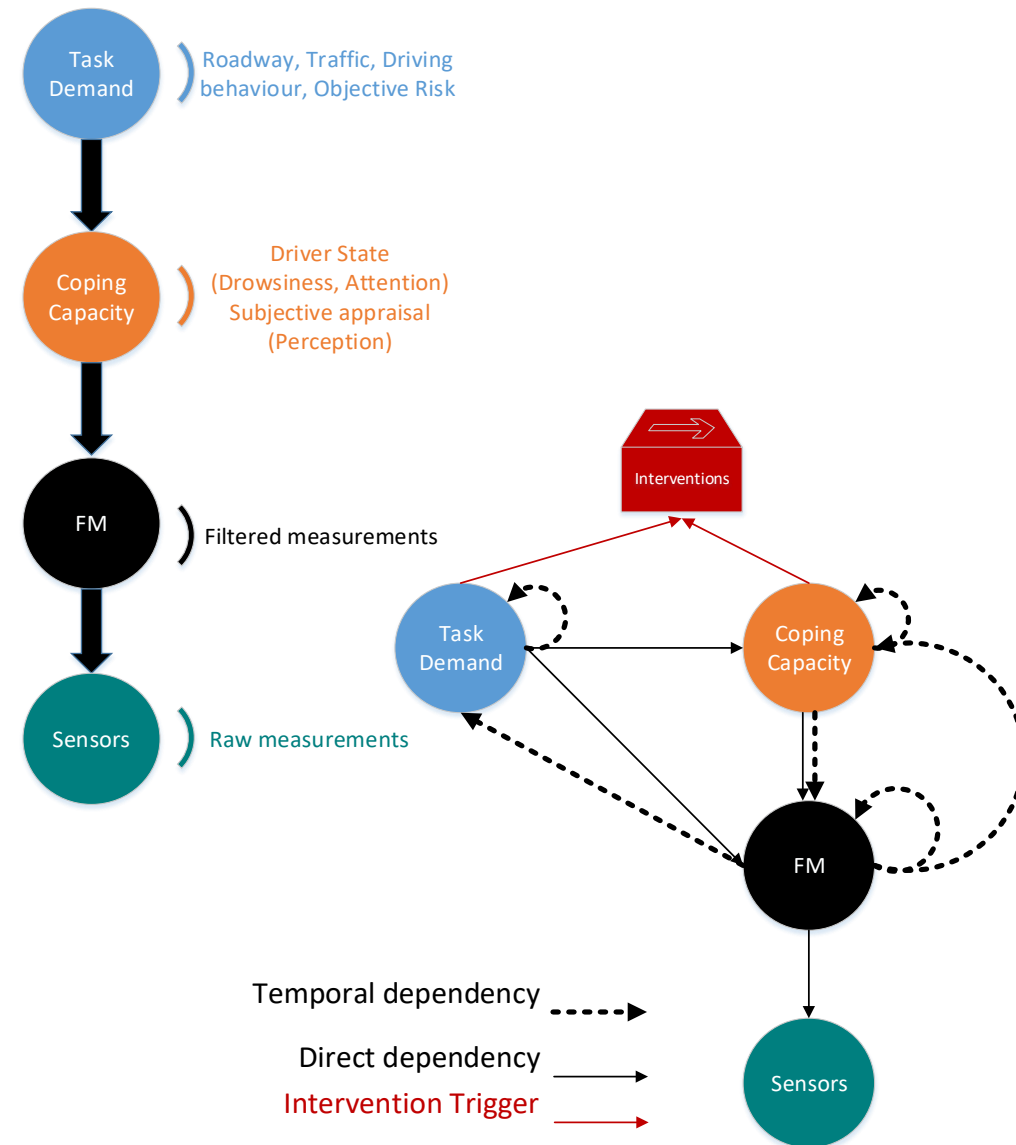 Task
Demand
Roadway, Traffic, Driving
behaviour, Objective Risk
Coping
Capacity
Driver State
(Drowsiness, Attention)
Subjective appraisal
(Perception)
FM
Filtered measurements
Sensors
Raw measurements
Interventions
Task
Demand
Coping
Capacity
FM
Sensors
Temporal dependency
Direct dependency
Intervention Trigger